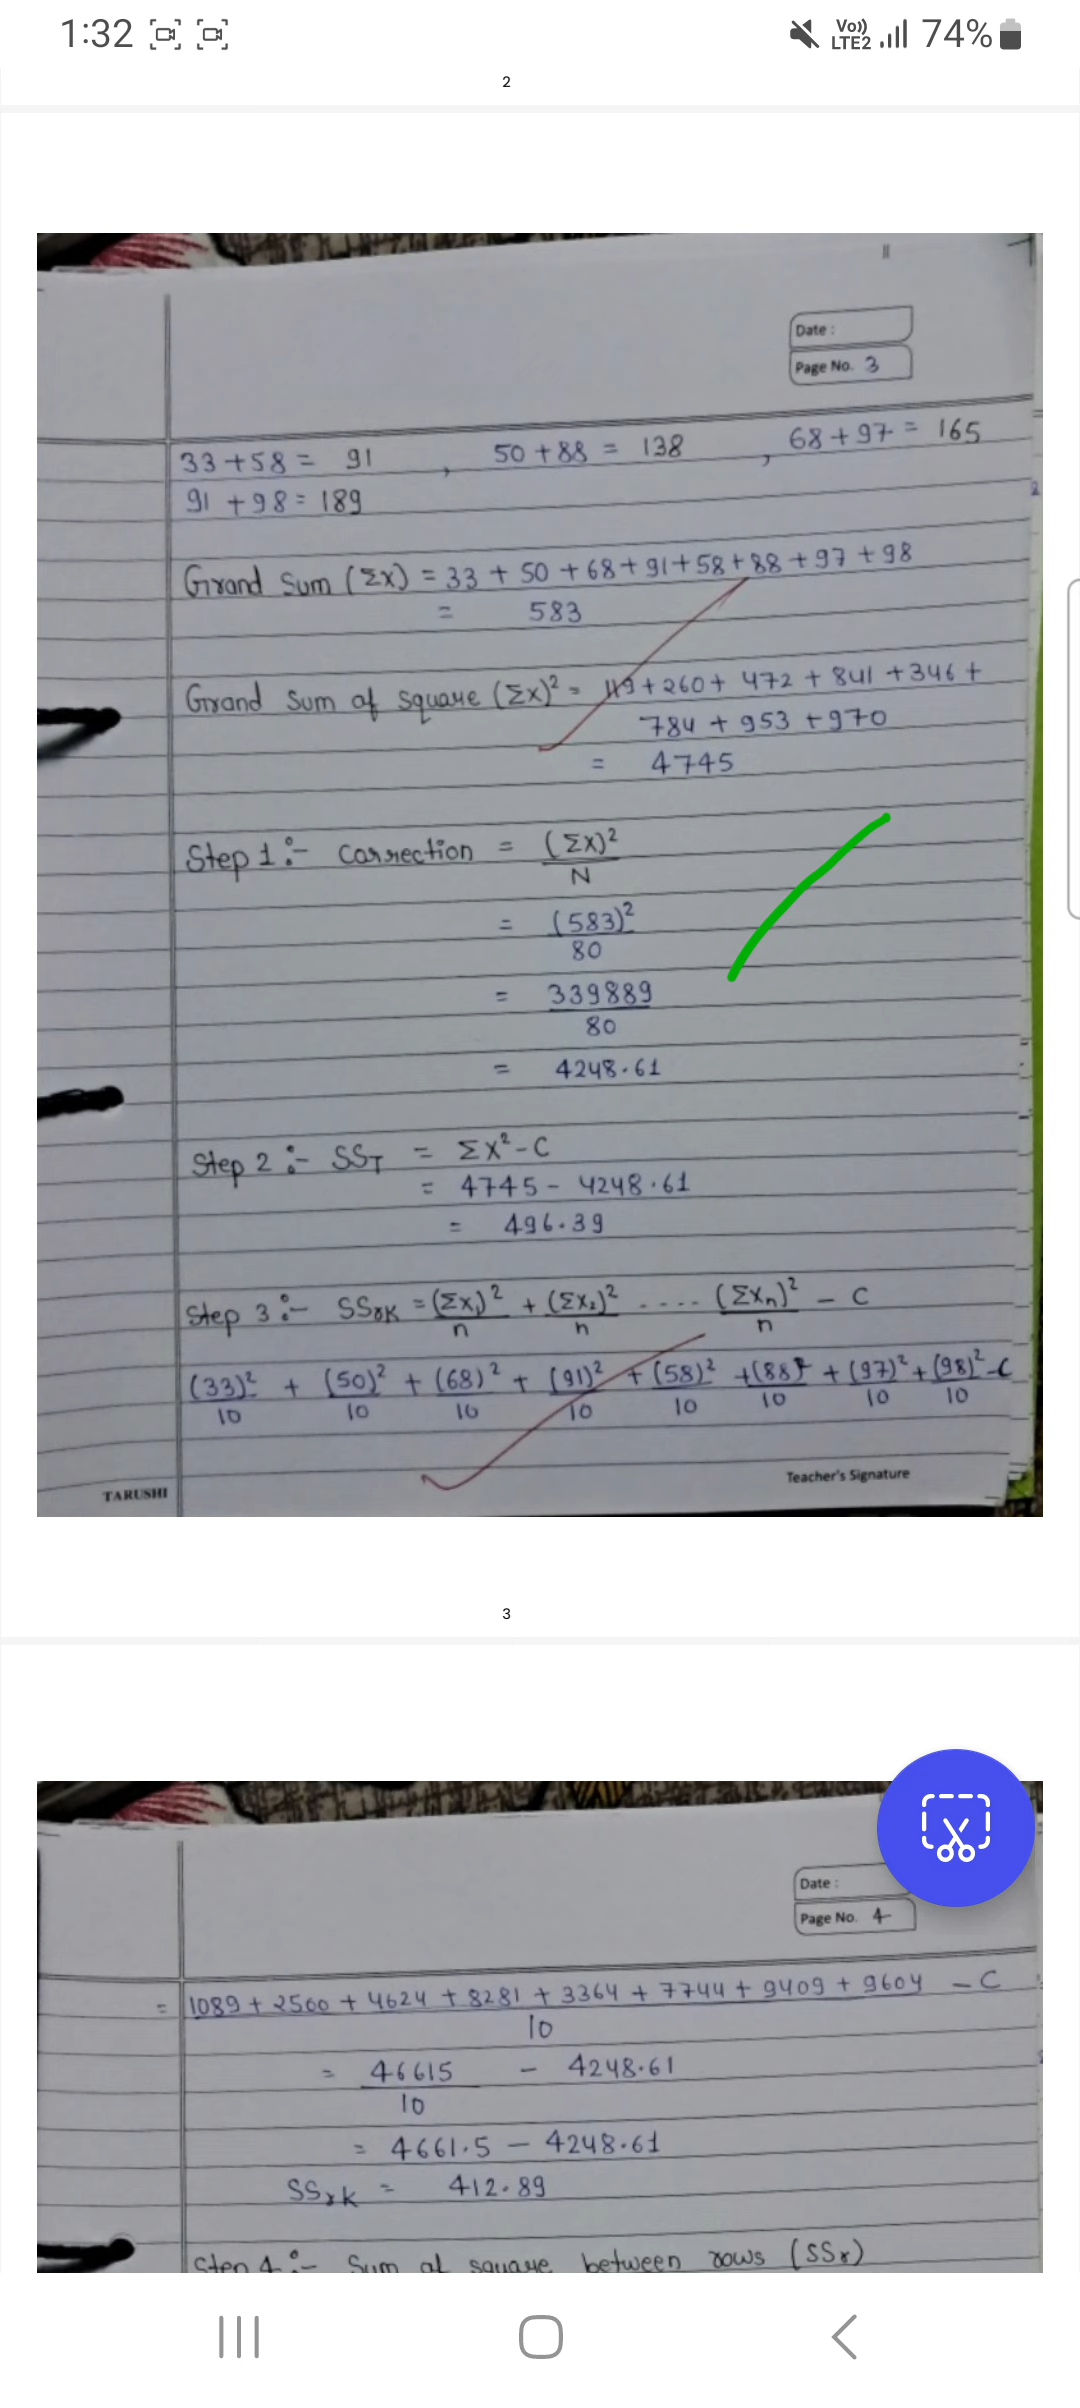 1:32
Vo)) LTE2 74%
2
Date :
Page No. 3
33 + 58 = 91 , 50 + 88 = 138 , 68 + 97 = 165
91 + 98 = 189
Grand Sum (Σx) = 33 + 50 + 68 + 91 + 58 + 88 + 97 + 98
= 583
Grand Sum of square (Σx)² = 119 + 260 + 472 + 841 + 346 +
784 + 953 + 970
= 4745
Step 1 :- Correction = (Σx)²
N
= (583)²
80
= 339889
80
= 4248.61
Step 2 :- SST = Σx² - C
= 4745 - 4248.61
= 496.39
Step 3 :- SSrK = (Σx₁)² + (Σx₂)² .... (Σxn)² - C
n n n
(33)² + (50)² + (68)² + (91)² + (58)² + (88)² + (97)² + (98)² - C
10 10 10 10 10 10 10 10
TARUSHI
Teacher's Signature
3
Date :
Page No. 4
= 1089 + 2500 + 4624 + 8281 + 3364 + 7744 + 9409 + 9604 - C
10
= 46615 - 4248.61
10
= 4661.5 - 4248.61
SSrK = 412.89
Step 4 :- Sum of square between rows (SSr)